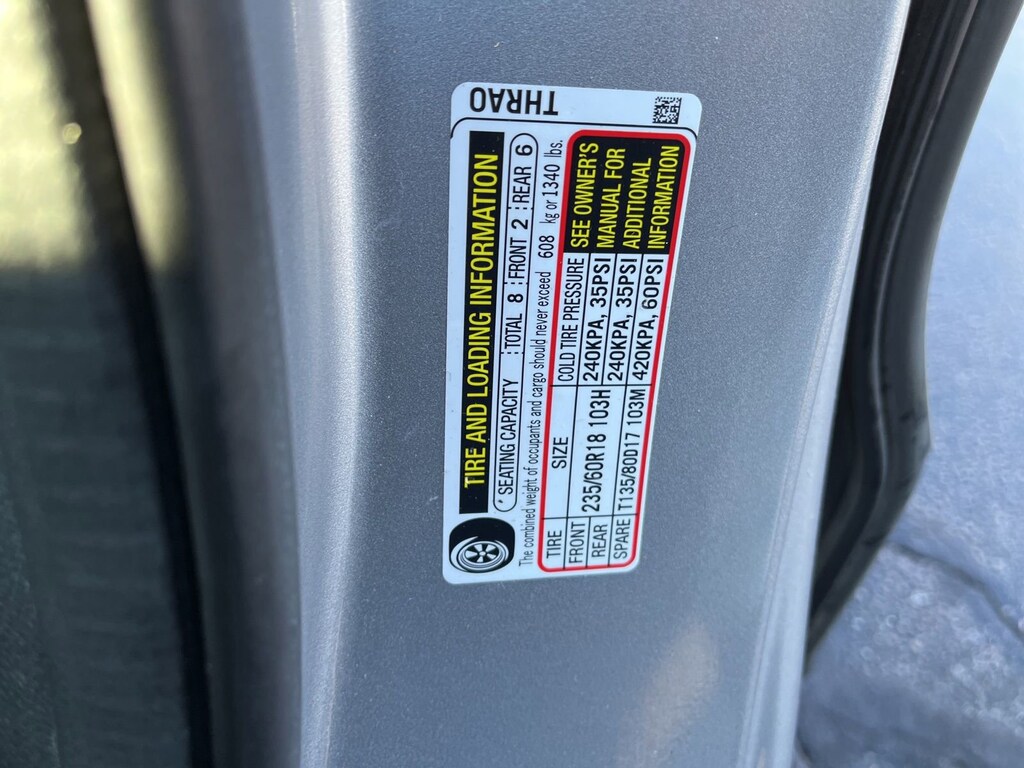 THRAO
TIRE AND LOADING INFORMATION
SEATING CAPACITY TOTAL 8 FRONT 2 REAR 6
The combined weight of occupants and cargo should never exceed 608 kg or 1340 lbs.
TIRE SIZE COLD TIRE PRESSURE
FRONT 235/60R18 103H 240KPA, 35PSI
REAR 240KPA, 35PSI
SPARE T135/80D17 103M 420KPA, 60PSI
SEE OWNER'S
MANUAL FOR
ADDITIONAL
INFORMATION